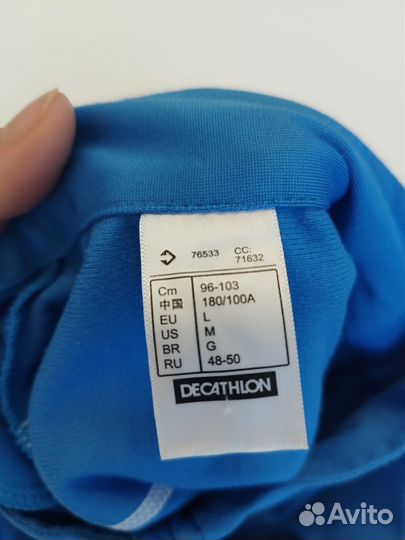 76533 CC: 71632
Cm 96-103
中国 180/100A
EU L
US M
BR G
RU 48-50
DECATHLON
Avito